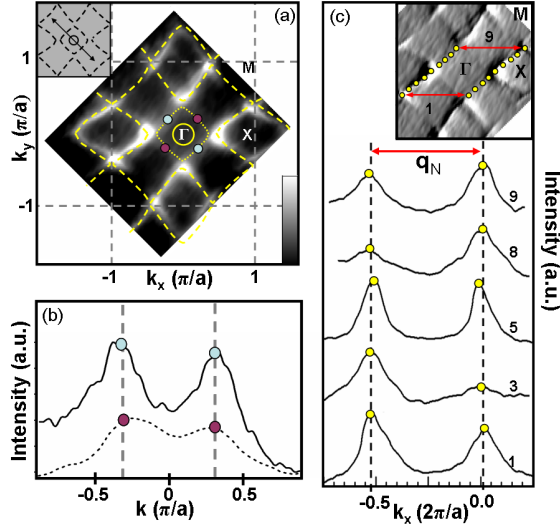 (a)
M
Γ
X
k_y (π/a)
1
-1
-1
1
k_x (π/a)
(b)
Intensity (a.u.)
-0.5
0
0.5
k (π/a)
(c)
M
9
Γ
X
1
q_N
9
8
5
3
1
Intensity (a.u.)
-0.5
0.0
k_x (2π/a)